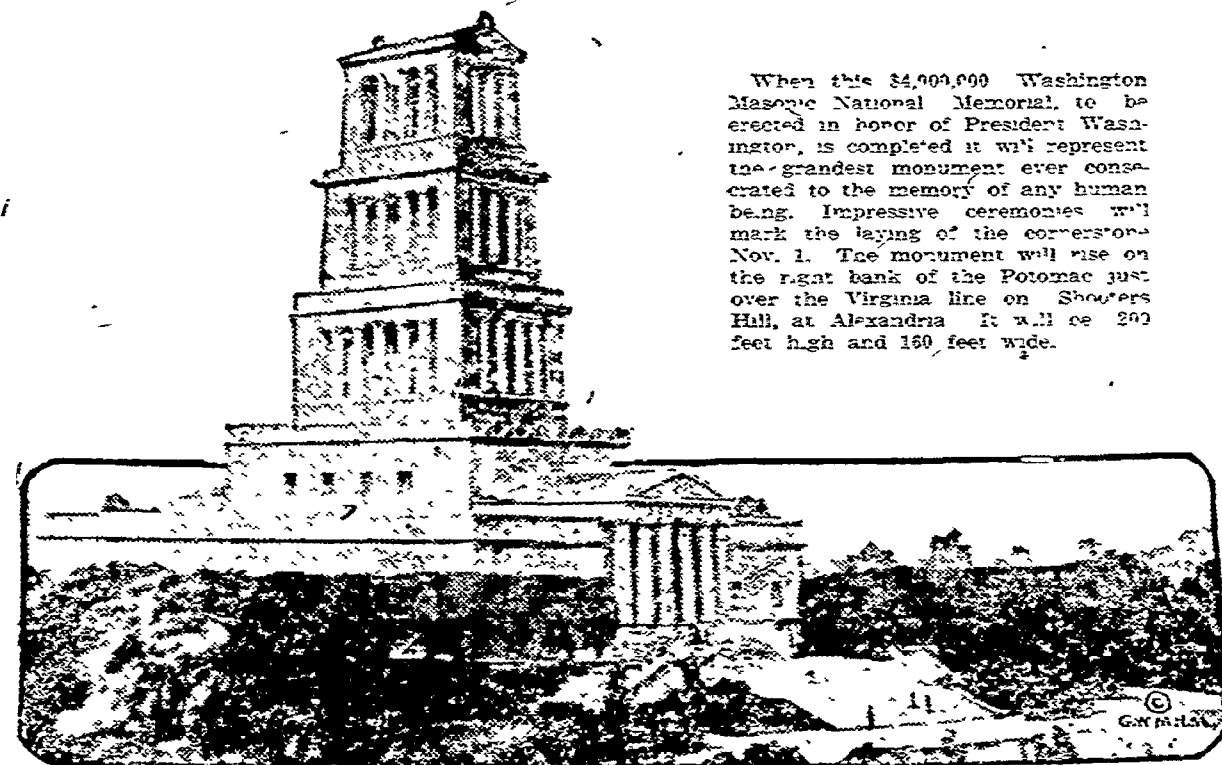 When this $4,000,000 Washington
Masonic National Memorial, to be
erected in honor of President Wash-
ington, is completed it will represent
the grandest monument ever conse-
crated to the memory of any human
being. Impressive ceremonies will
mark the laying of the cornerstone
Nov. 1. The monument will rise on
the right bank of the Potomac just
over the Virginia line on Shooters
Hill, at Alexandria It will be 200
feet high and 160 feet wide.
©